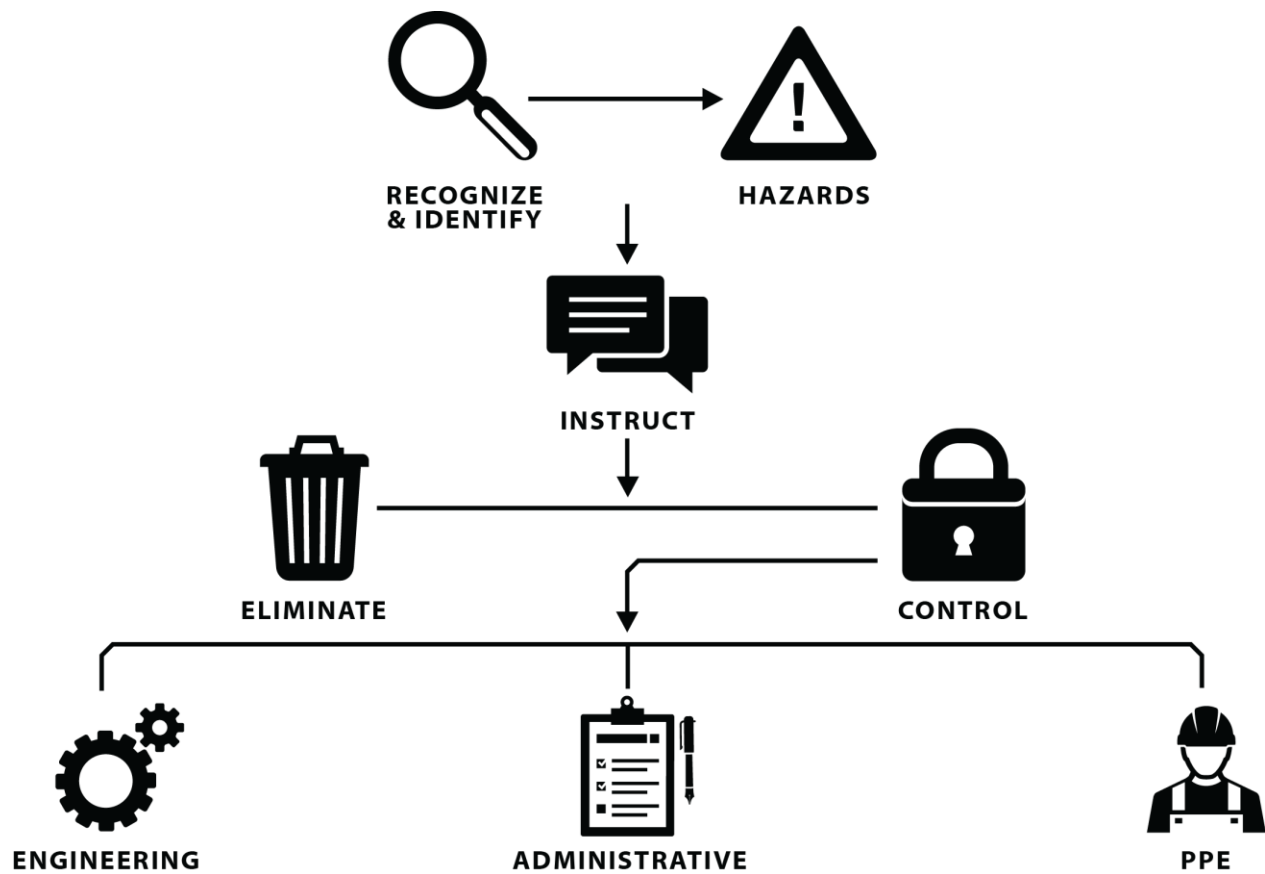 RECOGNIZE
& IDENTIFY
HAZARDS
INSTRUCT
ELIMINATE
CONTROL
ENGINEERING
ADMINISTRATIVE
PPE